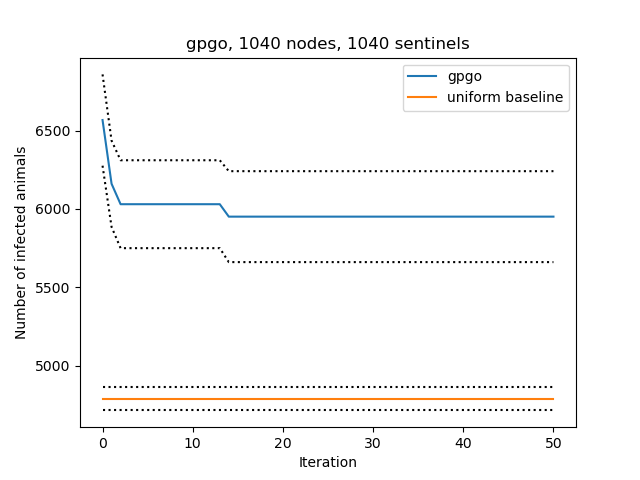 gpgo, 1040 nodes, 1040 sentinels
gpgo
uniform baseline
Number of infected animals
6500
6000
5500
5000
0 10 20 30 40 50
Iteration